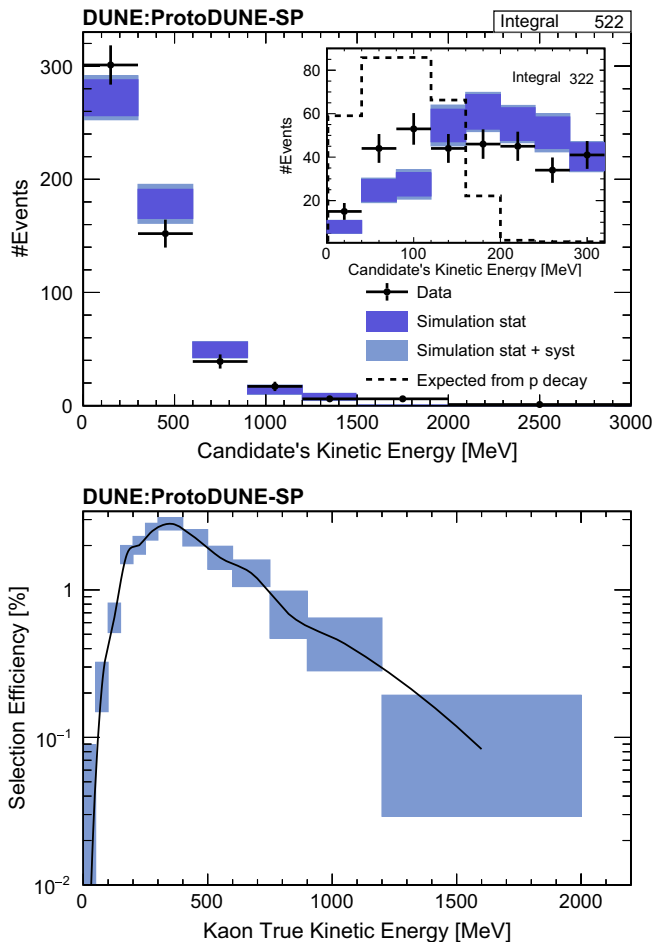 DUNE:ProtoDUNE-SP
Integral 522
#Events
300
200
100
0
80
60
40
20
Integral 322
#Events
0 100 200 300
Candidate's Kinetic Energy [MeV]
Data
Simulation stat
Simulation stat + syst
Expected from p decay
0 500 1000 1500 2000 2500 3000
Candidate's Kinetic Energy [MeV]
DUNE:ProtoDUNE-SP
Selection Efficiency [%]
1
10⁻¹
10⁻²
0 500 1000 1500 2000
Kaon True Kinetic Energy [MeV]